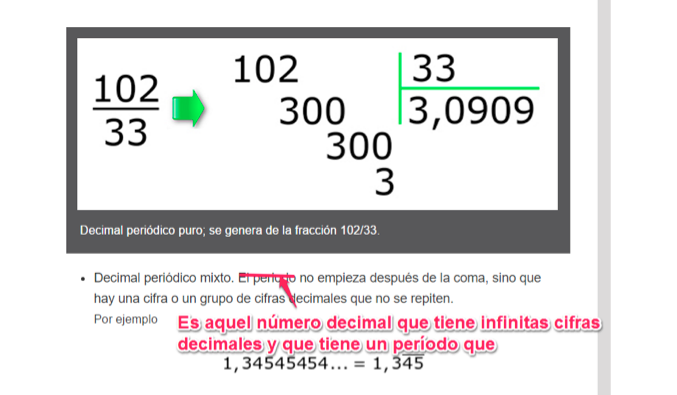 102 102 33
33 300 3,0909
300
3
Decimal periódico puro; se genera de la fracción 102/33.
• Decimal periódico mixto. El período no empieza después de la coma, sino que
hay una cifra o un grupo de cifras decimales que no se repiten.
Por ejemplo
Es aquel número decimal que tiene infinitas cifras
decimales y que tiene un período que
1,34545454... = 1,34̅5̅